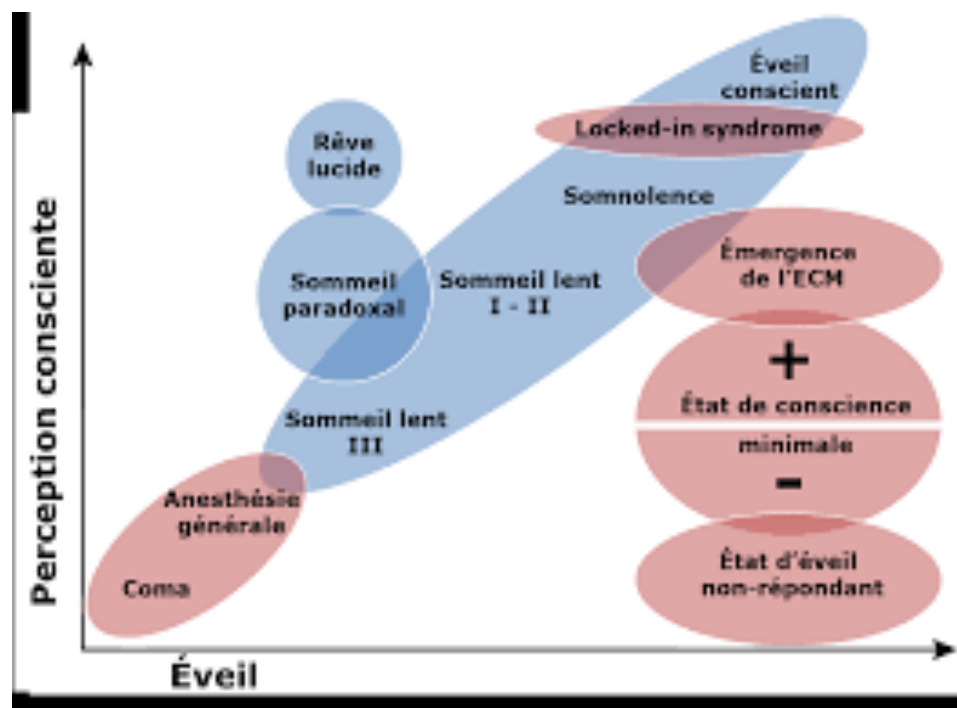 Éveil
conscient
Locked-in syndrome
Rêve
lucide
Somnolence
Émergence
de l'ECM
Sommeil
paradoxal
Sommeil lent
I - II
+
État de conscience
minimale
-
Sommeil lent
III
Anesthésie
générale
Coma
État d'éveil
non-répondant
Perception consciente
Éveil